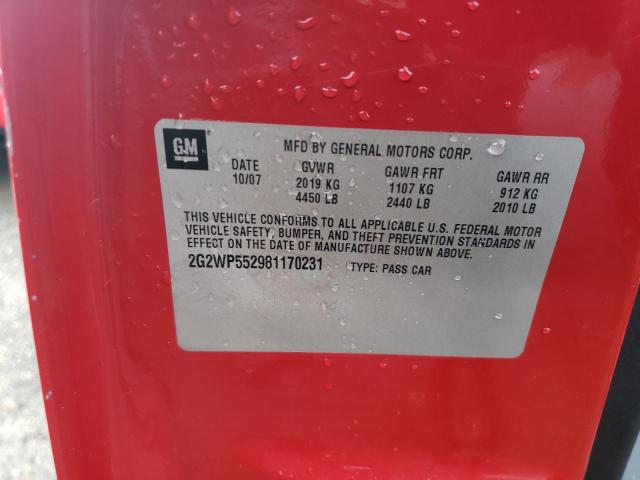 GM
MFD BY GENERAL MOTORS CORP.
DATE GVWR GAWR FRT GAWR RR
10/07 2019 KG 1107 KG 912 KG
4450 LB 2440 LB 2010 LB
THIS VEHICLE CONFORMS TO ALL APPLICABLE U.S. FEDERAL MOTOR
VEHICLE SAFETY, BUMPER, AND THEFT PREVENTION STANDARDS IN
EFFECT ON THE DATE OF MANUFACTURE SHOWN ABOVE.
2G2WP552981170231 TYPE: PASS CAR